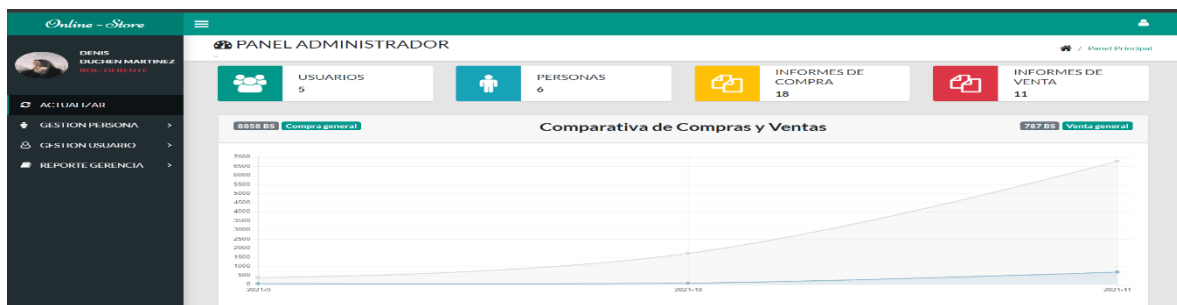 Online - Store
DENIS
DUCHEN MARTINEZ
ROL: GERENTE
ACTUALIZAR
GESTION PERSONA
GESTION USUARIO
REPORTE GERENCIA
PANEL ADMINISTRADOR
/ Panel Principal
USUARIOS
5
PERSONAS
6
INFORMES DE
COMPRA
18
INFORMES DE
VENTA
11
8858 BS Compra general
Comparativa de Compras y Ventas
787 BS Venta general
7000
6500
6000
5500
5000
4500
4000
3500
3000
2500
2000
1500
1000
500
0
2021-9
2021-10
2021-11